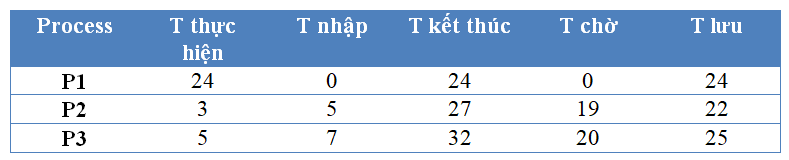 Process T thực hiện T nhập T kết thúc T chờ T lưu
P1 24 0 24 0 24
P2 3 5 27 19 22
P3 5 7 32 20 25